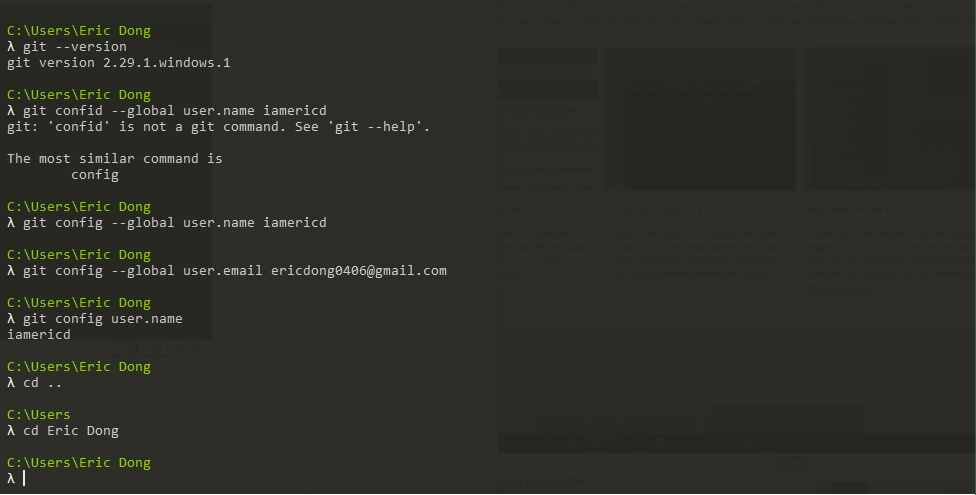 C:\Users\Eric Dong
λ git --version
git version 2.29.1.windows.1
C:\Users\Eric Dong
λ git confid --global user.name iamericd
git: 'confid' is not a git command. See 'git --help'.
The most similar command is
config
C:\Users\Eric Dong
λ git config --global user.name iamericd
C:\Users\Eric Dong
λ git config --global user.email ericdong0406@gmail.com
C:\Users\Eric Dong
λ git config user.name
iamericd
C:\Users\Eric Dong
λ cd ..
C:\Users
λ cd Eric Dong
C:\Users\Eric Dong
λ